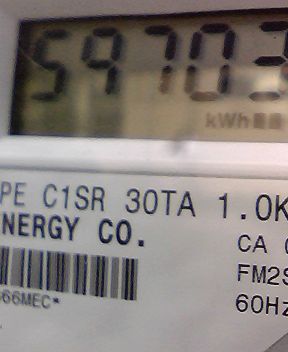 59703
kWh
PE C1SR 30TA 1.0K
NERGY CO.
CA
FM2S
66MEC*
60Hz